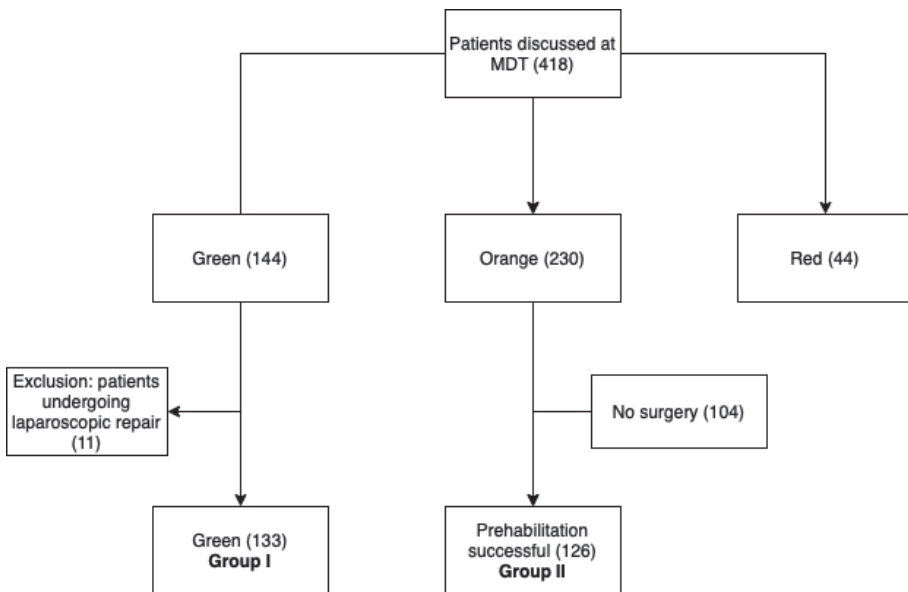 Patients discussed at
MDT (418)
Green (144)
Orange (230)
Red (44)
Exclusion: patients
undergoing
laparoscopic repair
(11)
No surgery (104)
Green (133)
Group I
Prehabilitation
successful (126)
Group II